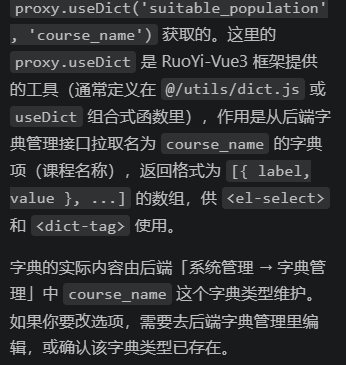 proxy.useDict('suitable_population'
, 'course_name') 获取的。这里的
proxy.useDict 是 RuoYi-Vue3 框架提供
的工具（通常定义在 @/utils/dict.js 或
useDict 组合式函数里），作用是从后端字
典管理接口拉取名为 course_name 的字典
项（课程名称），返回格式为 [{ label,
value }, ...] 的数组，供 <el-select>
和 <dict-tag> 使用。
字典的实际内容由后端「系统管理 → 字典管
理」中 course_name 这个字典类型维护。
如果你要改选项，需要去后端字典管理里编
辑，或确认该字典类型已存在。